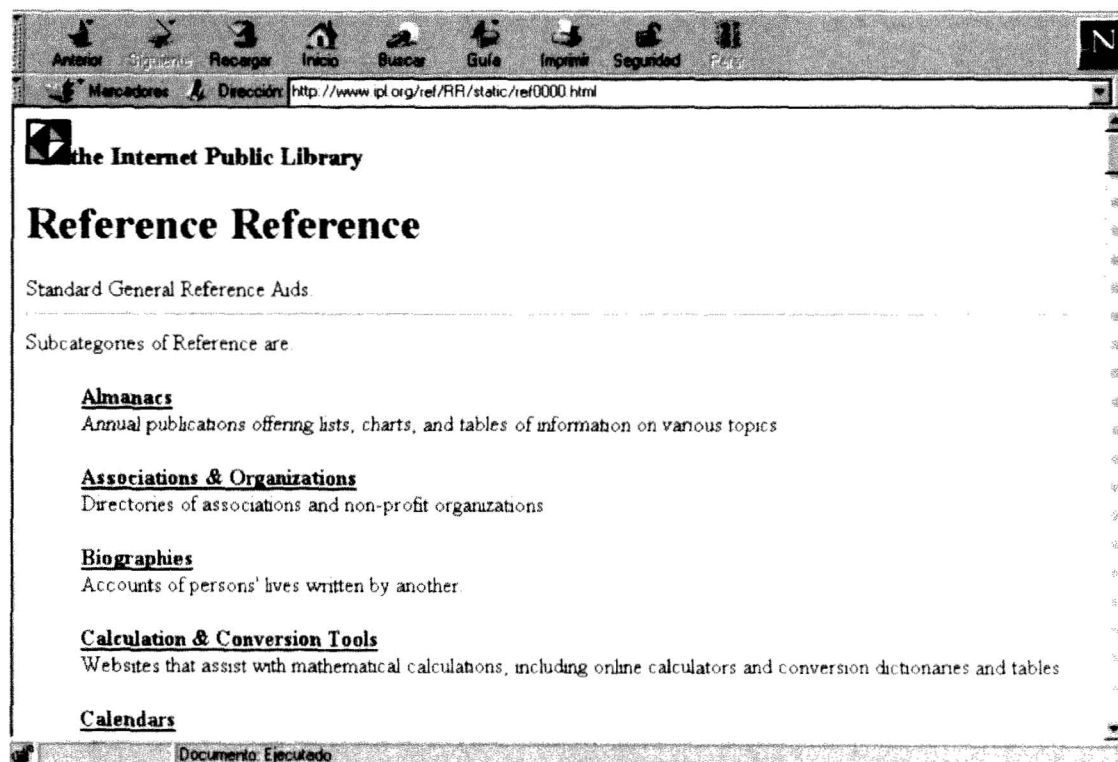 Anterior Siguiente Recargar Inicio Buscar Guía Imprimir Seguridad
N
Marcadores Dirección: http://www.ipl.org/ref/RR/static/ref0000.html
the Internet Public Library
Reference Reference
Standard General Reference Aids.
Subcategories of Reference are:
Almanacs
Annual publications offering lists, charts, and tables of information on various topics
Associations & Organizations
Directories of associations and non-profit organizations
Biographies
Accounts of persons' lives written by another.
Calculation & Conversion Tools
Websites that assist with mathematical calculations, including online calculators and conversion dictionaries and tables
Calendars
Documento: Ejecutado